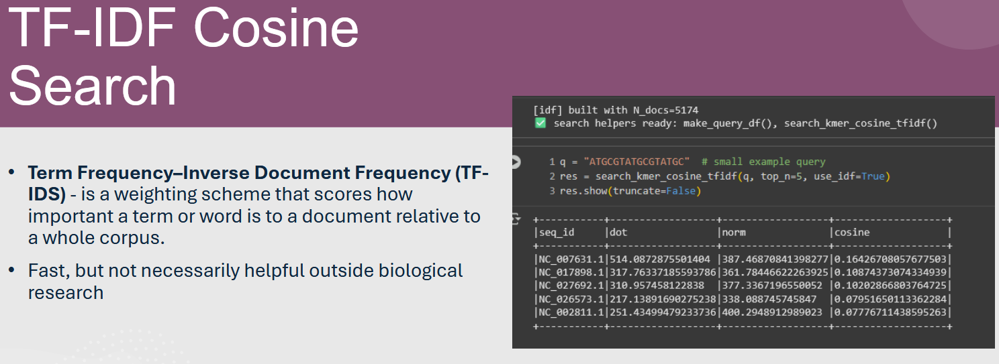 TF-IDF Cosine
Search
• Term Frequency–Inverse Document Frequency (TF-
IDS) - is a weighting scheme that scores how
important a term or word is to a document relative to
a whole corpus.
• Fast, but not necessarily helpful outside biological
research
[idf] built with N_docs=5174
✅ search helpers ready: make_query_df(), search_kmer_cosine_tfidf()
1 q = "ATGCGTATGCGTATGC"  # small example query
2 res = search_kmer_cosine_tfidf(q, top_n=5, use_idf=True)
3 res.show(truncate=False)
+-----------+------------------+------------------+-------------------+
|seq_id     |dot               |norm              |cosine             |
+-----------+------------------+------------------+-------------------+
|NC_007631.1|514.0872875501404 |387.46870841398277|0.16426708057677503|
|NC_017898.1|317.76337185593786|361.78446622263925|0.10874373074334939|
|NC_027692.1|310.957458122838  |377.3367196550052 |0.10202866803764725|
|NC_026573.1|217.13891690275238|338.088745745847  |0.07951650113362284|
|NC_002811.1|251.43499479233736|400.2948912989023 |0.07776711438595263|
+-----------+------------------+------------------+-------------------+